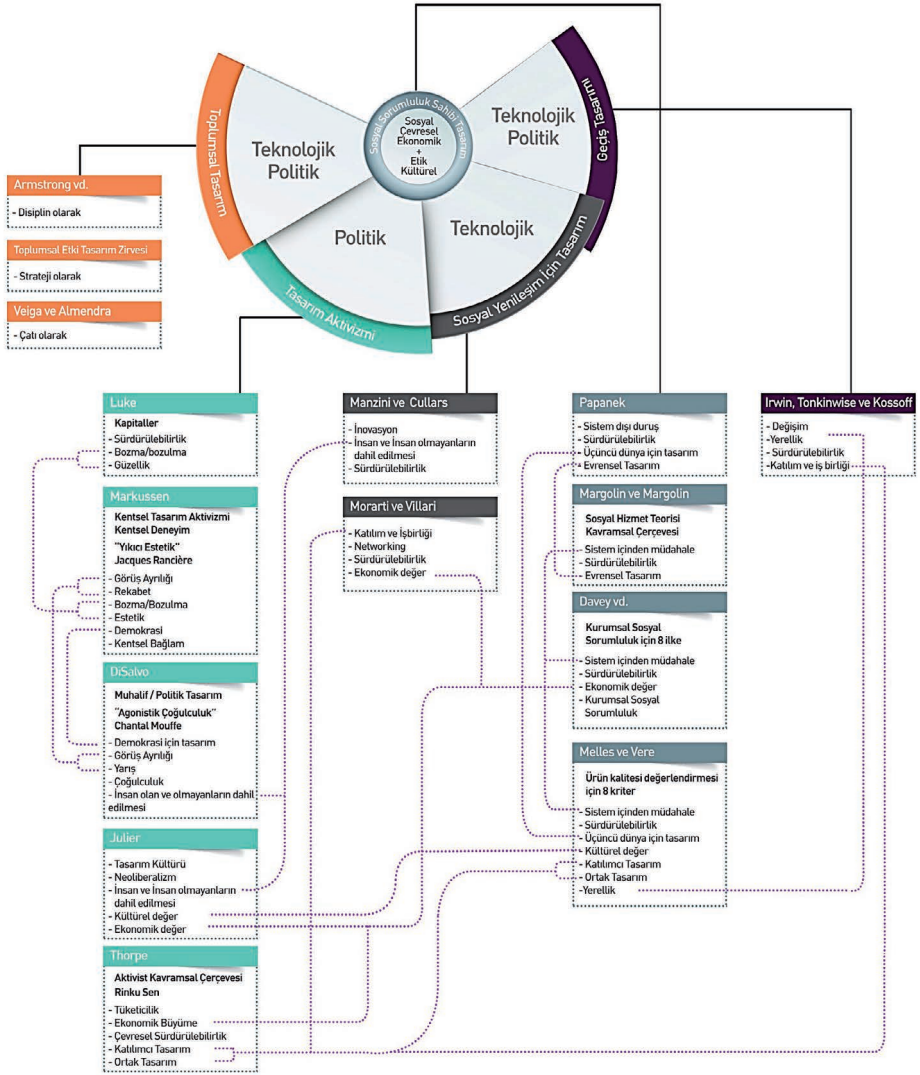 Toplumsal Tasarım
Teknolojik
Politik
Sosyal Sorumluluk Sahibi Tasarım
Sosyal
Çevresel
Ekonomik
+
Etik
Kültürel
Teknolojik
Politik
Geçiş Tasarımı
Politik
Tasarım Aktivizmi
Teknolojik
Sosyal Yenileşim İçin Tasarım
Armstrong vd.
- Disiplin olarak
Toplumsal Etki Tasarım Zirvesi
- Strateji olarak
Veiga ve Almendra
- Çatı olarak
Luke
Kapitaller
- Sürdürülebilirlik
- Bozma/bozulma
- Güzellik
Markussen
Kentsel Tasarım Aktivizmi
Kentsel Deneyim
"Yıkıcı Estetik"
Jacques Rancière
- Görüş Ayrılığı
- Rekabet
- Bozma/Bozulma
- Estetik
- Demokrasi
- Kentsel Bağlam
DiSalvo
Muhalif / Politik Tasarım
"Agonistik Çoğulculuk"
Chantal Mouffe
- Demokrasi için tasarım
- Görüş Ayrılığı
- Yarış
- Çoğulculuk
- İnsan olan ve olmayanların dahil
edilmesi
Julier
- Tasarım Kültürü
- Neoliberalizm
- İnsan ve İnsan olmayanların
dahil edilmesi
- Kültürel değer
- Ekonomik değer
Thorpe
Aktivist Kavramsal Çerçevesi
Rinku Sen
- Tüketicilik
- Ekonomik Büyüme
- Çevresel Sürdürülebilirlik
- Katılımcı Tasarım
- Ortak Tasarım
Manzini ve Cullars
- İnovasyon
- İnsan ve İnsan olmayanların
dahil edilmesi
- Sürdürülebilirlik
Morarti ve Villari
- Katılım ve İşbirliği
- Networking
- Sürdürülebilirlik
- Ekonomik değer
Papanek
- Sistem dışı duruş
- Sürdürülebilirlik
- Üçüncü dünya için tasarım
- Evrensel Tasarım
Margolin ve Margolin
Sosyal Hizmet Teorisi
Kavramsal Çerçevesi
- Sistem içinden müdahale
- Sürdürülebilirlik
- Evrensel Tasarım
Davey vd.
Kurumsal Sosyal
Sorumluluk için 8 ilke
- Sistem içinden müdahale
- Sürdürülebilirlik
- Ekonomik değer
- Kurumsal Sosyal
Sorumluluk
Melles ve Vere
Ürün kalitesi değerlendirmesi
için 8 kriter
- Sistem içinden müdahale
- Sürdürülebilirlik
- Üçüncü dünya için tasarım
- Kültürel değer
- Katılımcı Tasarım
- Ortak Tasarım
-Yerellik
Irwin, Tonkinwise ve Kossoff
- Değişim
- Yerellik
- Sürdürülebilirlik
-Katılım ve iş birliği